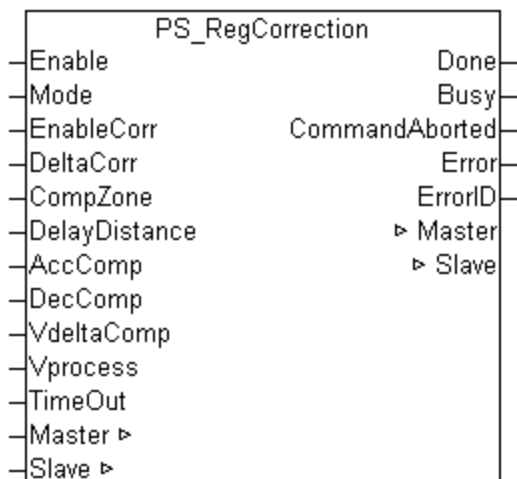 PS_RegCorrection
Enable Done
Mode Busy
EnableCorr CommandAborted
DeltaCorr Error
CompZone ErrorID
DelayDistance ▹ Master
AccComp ▹ Slave
DecComp
VdeltaComp
Vprocess
TimeOut
Master ▹
Slave ▹